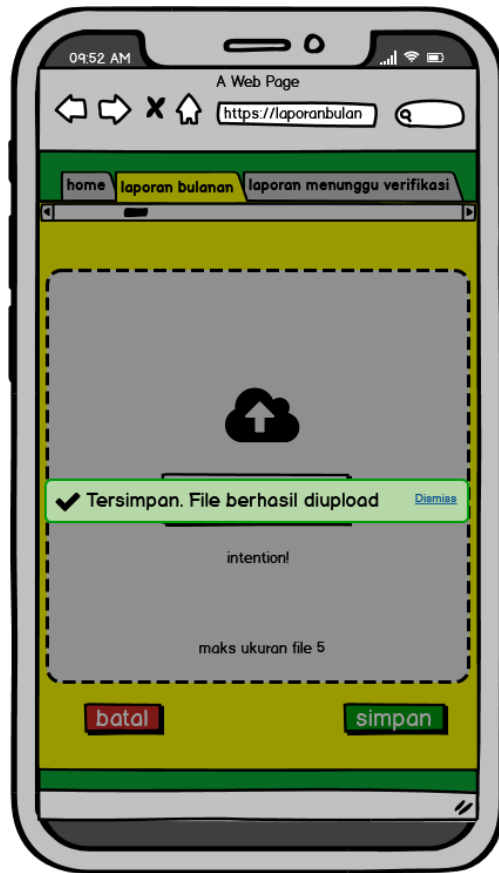 09:52 AM
A Web Page
https://laporanbulan
home
laporan bulanan
laporan menunggu verifikasi
Tersimpan. File berhasil diupload
Dismiss
intention!
maks ukuran file 5
batal
simpan